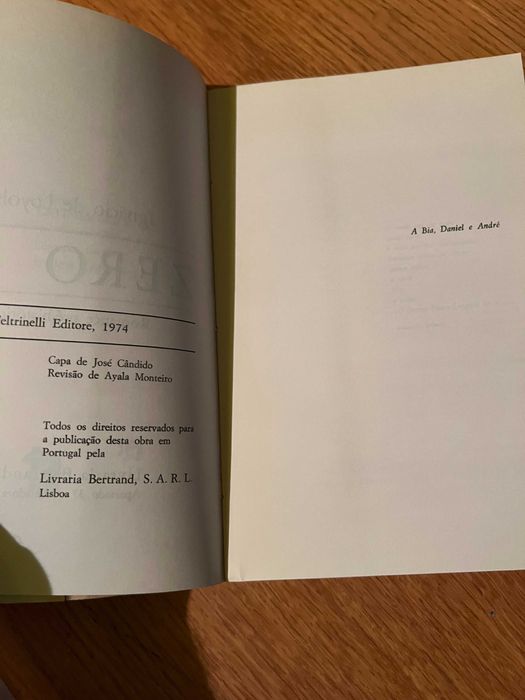 eltrinelli Editore, 1974
Capa de José Cândido
Revisão de Ayala Monteiro
Todos os direitos reservados para
a publicação desta obra em
Portugal pela
Livraria Bertrand, S. A. R. L.
Lisboa
A Bia, Daniel e André